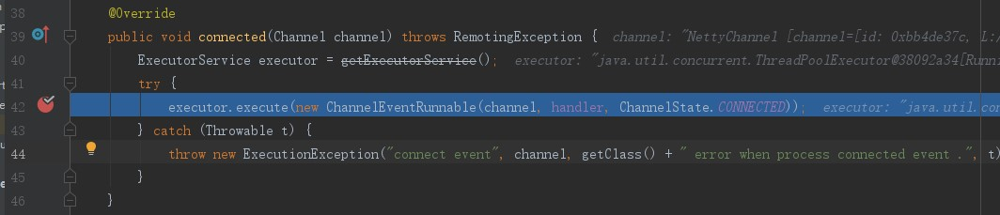 38 @Override
39 public void connected(Channel channel) throws RemotingException { channel: "NettyChannel [channel=[id: 0xbb4de37c, L:/
40 ExecutorService executor = getExecutorService(); executor: "java.util.concurrent.ThreadPoolExecutor@38092a34[Runni
41 try {
42 executor.execute(new ChannelEventRunnable(channel, handler, ChannelState.CONNECTED)); executor: "java.util.con
43 } catch (Throwable t) {
44 throw new ExecutionException("connect event", channel, getClass() + " error when process connected event .", t)
45 }
46 }